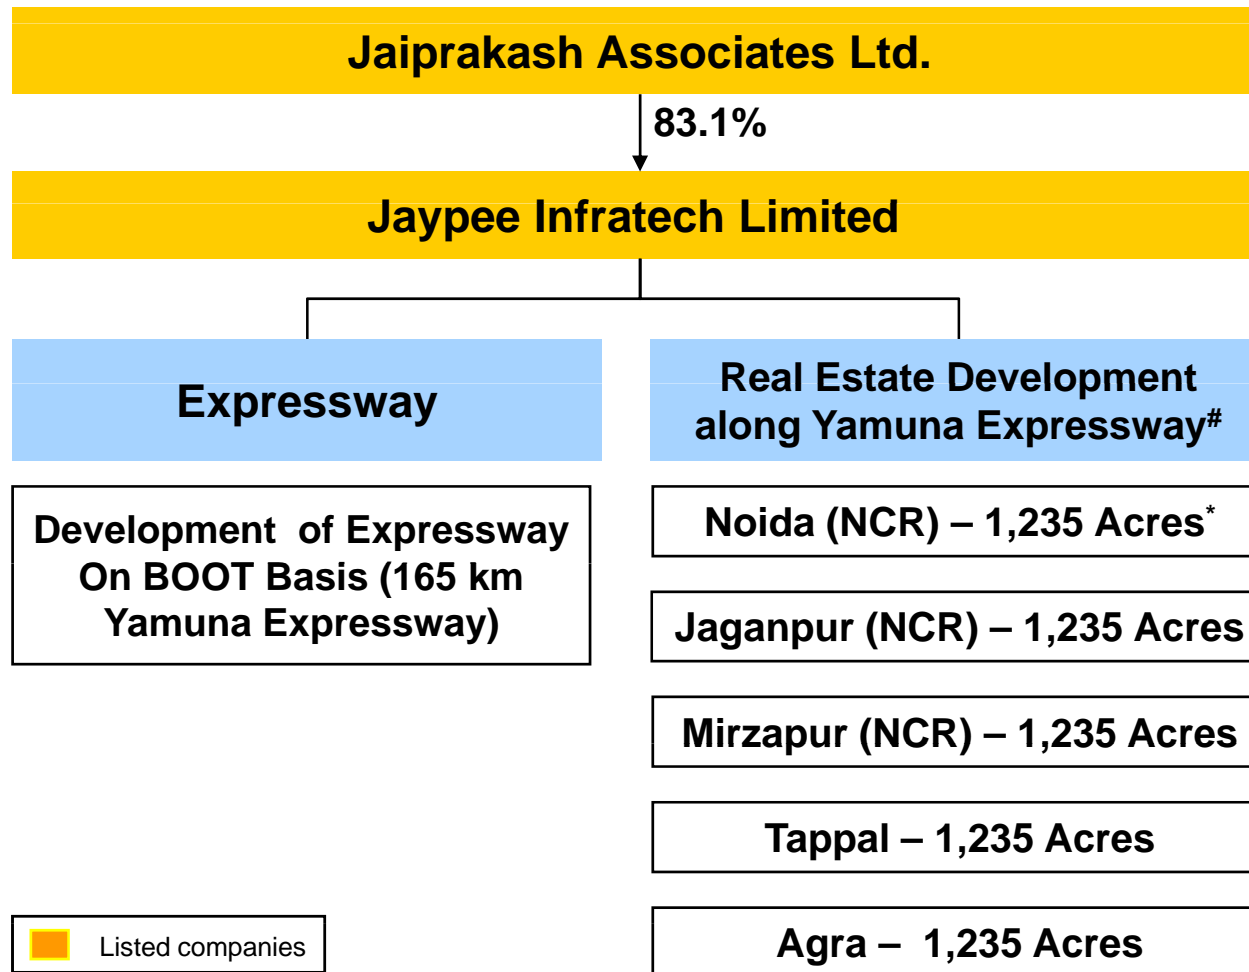 Jaiprakash Associates Ltd.
83.1%
Jaypee Infratech Limited
Expressway
Real Estate Development
along Yamuna Expressway#
Development of Expressway
On BOOT Basis (165 km
Yamuna Expressway)
Noida (NCR) – 1,235 Acres*
Jaganpur (NCR) – 1,235 Acres
Mirzapur (NCR) – 1,235 Acres
Tappal – 1,235 Acres
Agra – 1,235 Acres
Listed companies